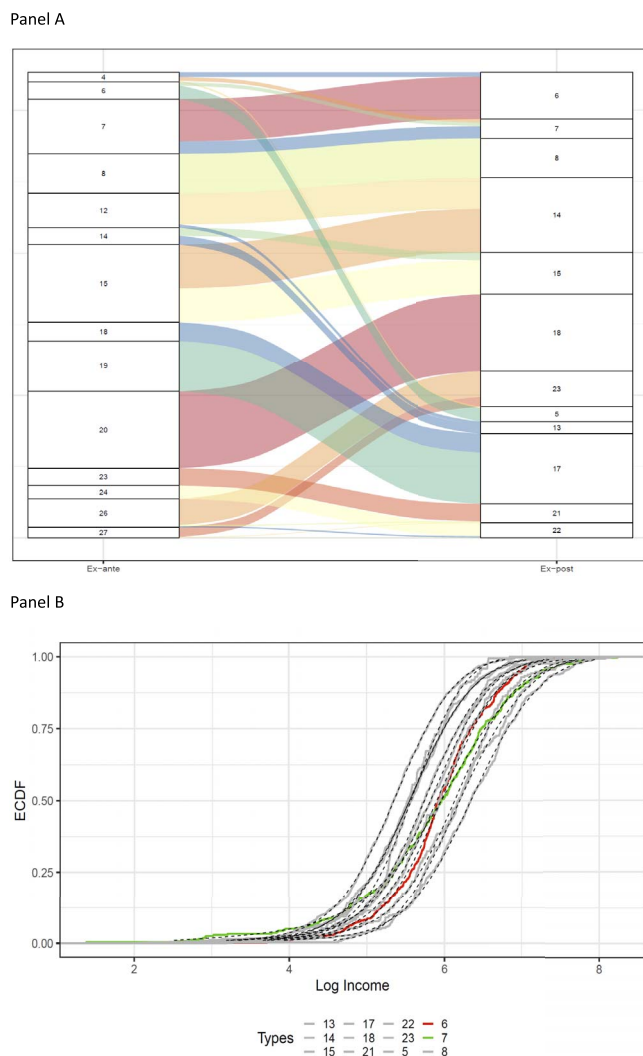 Panel A
4
6
7
8
12
14
15
18
19
20
23
24
26
27
6
7
8
14
15
18
23
5
13
17
21
22
Ex−ante
Ex−post
Panel B
1.00
0.75
0.50
0.25
0.00
ECDF
2 4 6 8
Log Income
Types
13 17 22 6
14 18 23 7
15 21 5 8